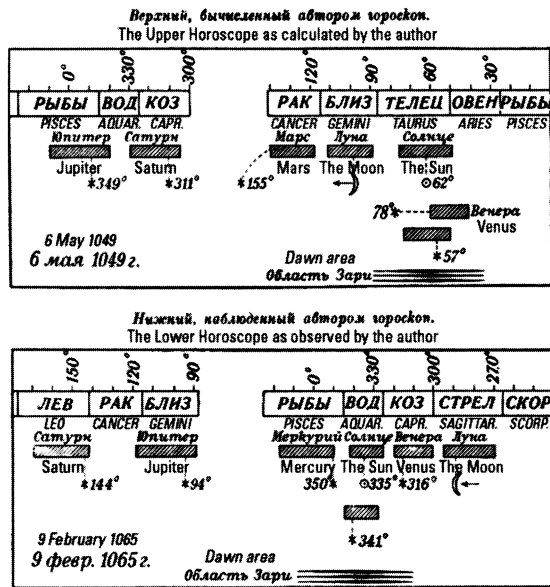 Верхний, вычисленный автором гороскоп.
The Upper Horoscope as calculated by the author
0° 330° 300° 120° 90° 60° 30°
РЫБЫ ВОД КОЗ РАК БЛИЗ ТЕЛЕЦ ОВЕН РЫБЫ
PISCES AQUAR. CAPR. CANCER GEMINI TAURUS ARIES PISCES
Юпитер Сатурн Марс Луна Солнце
Jupiter Saturn Mars The Moon The Sun
*349° *311° *155° 62°
78°* Венера
Venus
6 May 1049
6 мая 1049 г.
*57°
Dawn area
Область Зари
Нижний, наблюденный автором гороскоп.
The Lower Horoscope as observed by the author
150° 120° 90° 0° 330° 300° 270°
ЛЕВ РАК БЛИЗ РЫБЫ ВОД КОЗ СТРЕЛ СКОР
LEO CANCER GEMINI PISCES AQUAR. CAPR. SAGITTAR. SCORP.
Сатурн Юпитер Меркурий Солнце Венера Луна
Saturn Jupiter Mercury The Sun Venus The Moon
*144° *94° 350* 335° *316°
*341°
9 February 1065
9 февр. 1065 г.
Dawn area
Область Зари